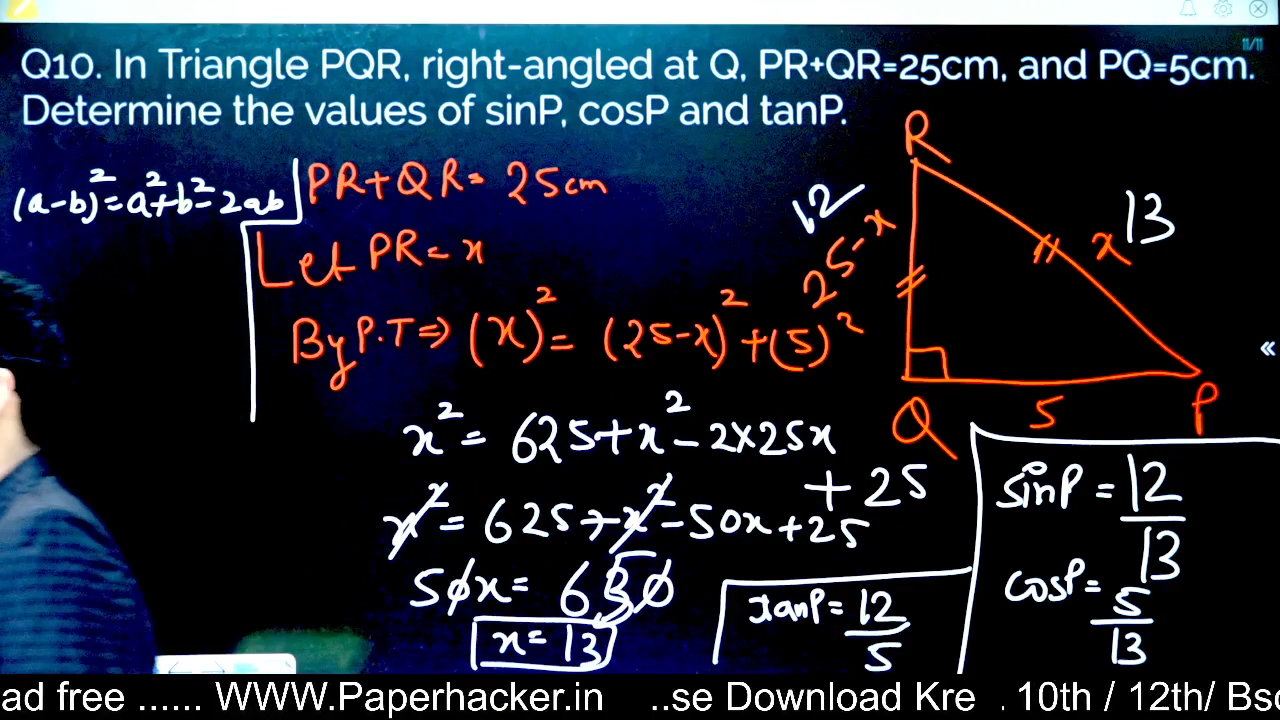 11/11
Q10. In Triangle PQR, right-angled at Q, PR+QR=25cm, and PQ=5cm.
Determine the values of sinP, cosP and tanP.
(a-b)²=a²+b²-2ab
PR+QR= 25cm
Let PR= x
By P.T ⇒ (x)² = (25-x)² + (5)²
x² = 625+x² - 2×25x
+ 25
x² = 625+x²-50x+25
50x= 650
x= 13
R
12 ✓
25-x
x
13
Q
5
P
tanP= 12/5
sinP = 12/13
cosP= 5/13
«
ad free ...... WWW.Paperhacker.in ..se Download Kre . 10th / 12th/ Bsc